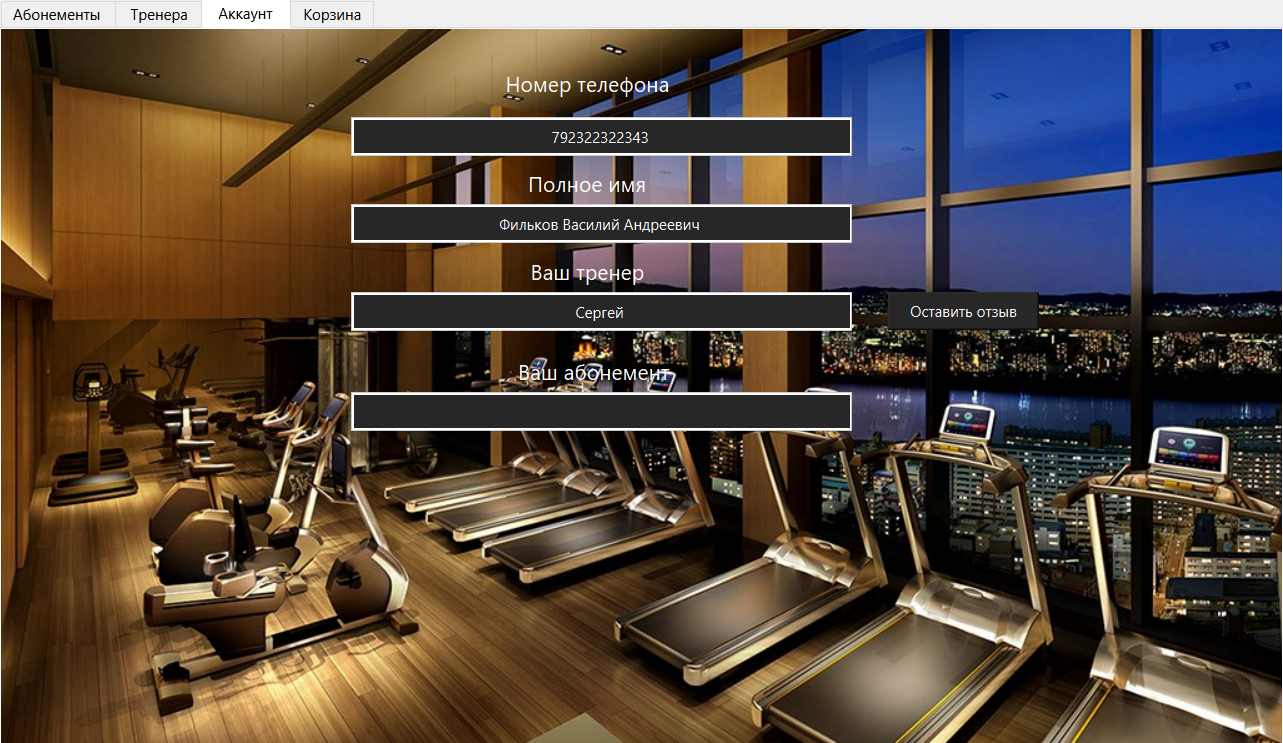 Абонементы
Тренера
Аккаунт
Корзина
Номер телефона
792322322343
Полное имя
Фильков Василий Андреевич
Ваш тренер
Сергей
Оставить отзыв
Ваш абонемент